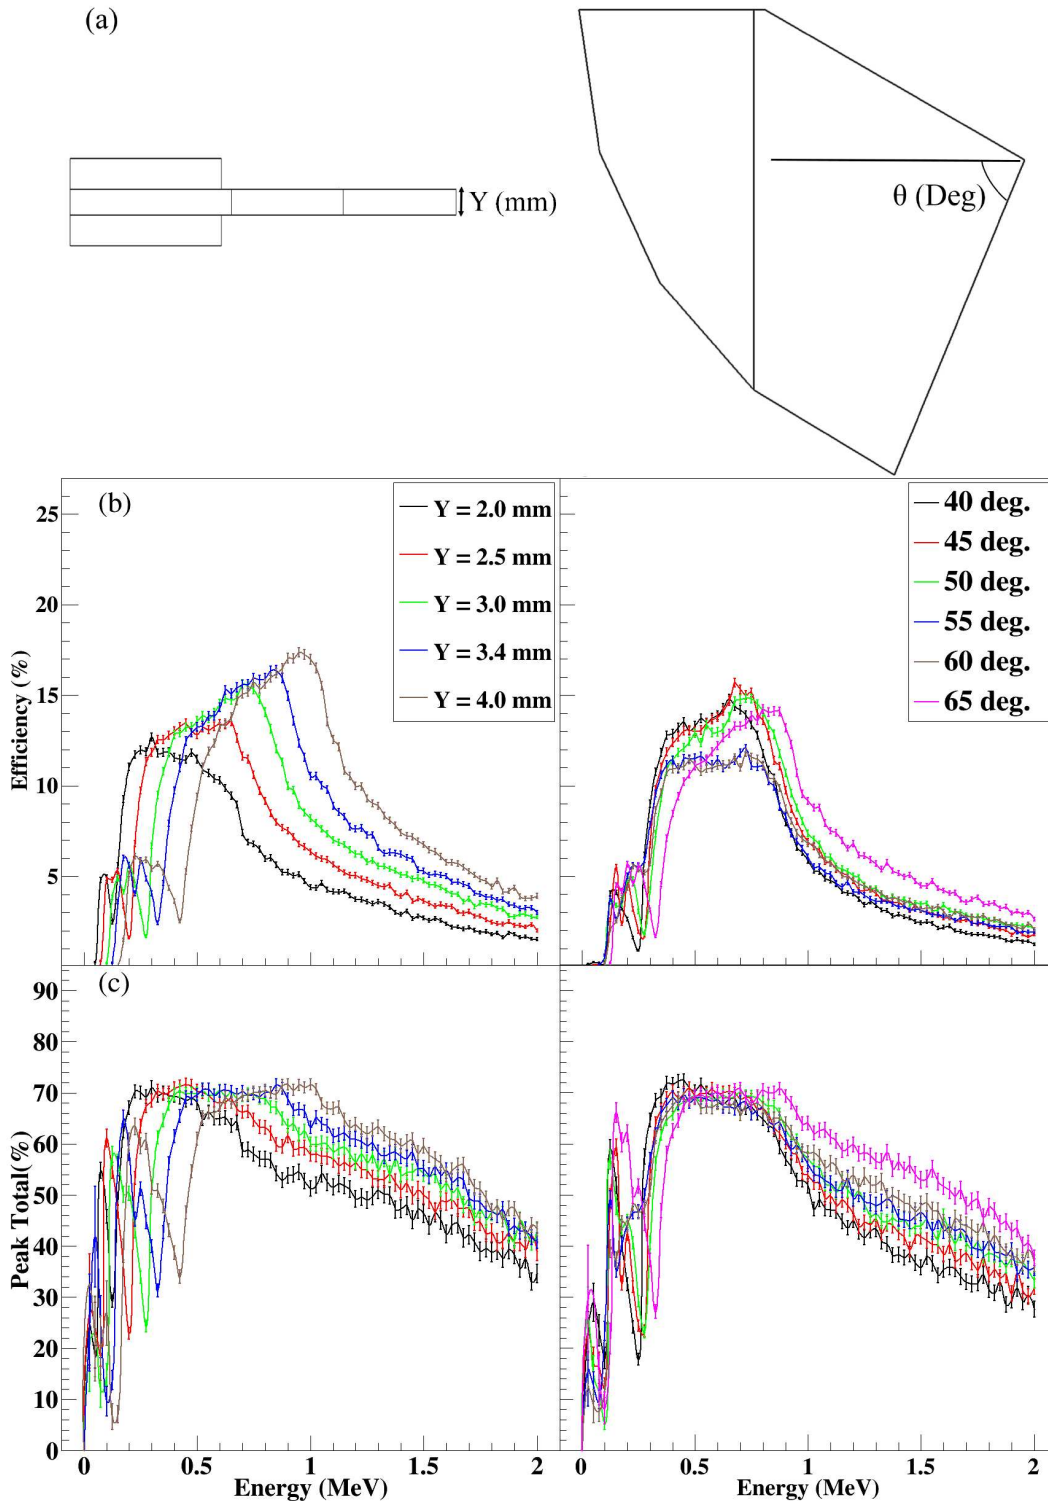 (a)
Y (mm)
θ (Deg)
(b)
Efficiency (%)
25
20
15
10
5
Y = 2.0 mm
Y = 2.5 mm
Y = 3.0 mm
Y = 3.4 mm
Y = 4.0 mm
40 deg.
45 deg.
50 deg.
55 deg.
60 deg.
65 deg.
(c)
Peak Total(%)
90
80
70
60
50
40
30
20
10
0
0 0.5 1 1.5 2
Energy (MeV)
0 0.5 1 1.5 2
Energy (MeV)